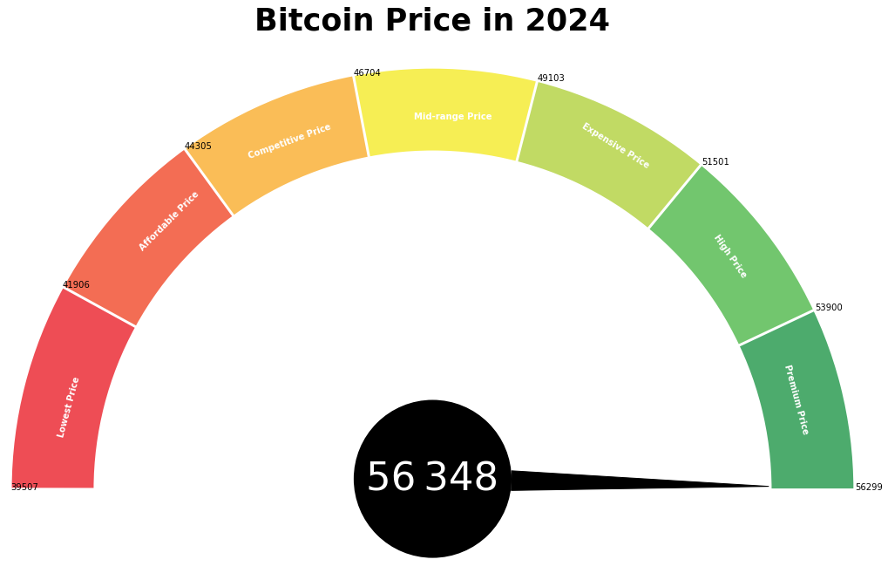 Bitcoin Price in 2024
46704
49103
Mid-range Price
Competitive Price
Expensive Price
44305
51501
Affordable Price
High Price
41906
53900
Lowest Price
Premium Price
56 348
39507
56299